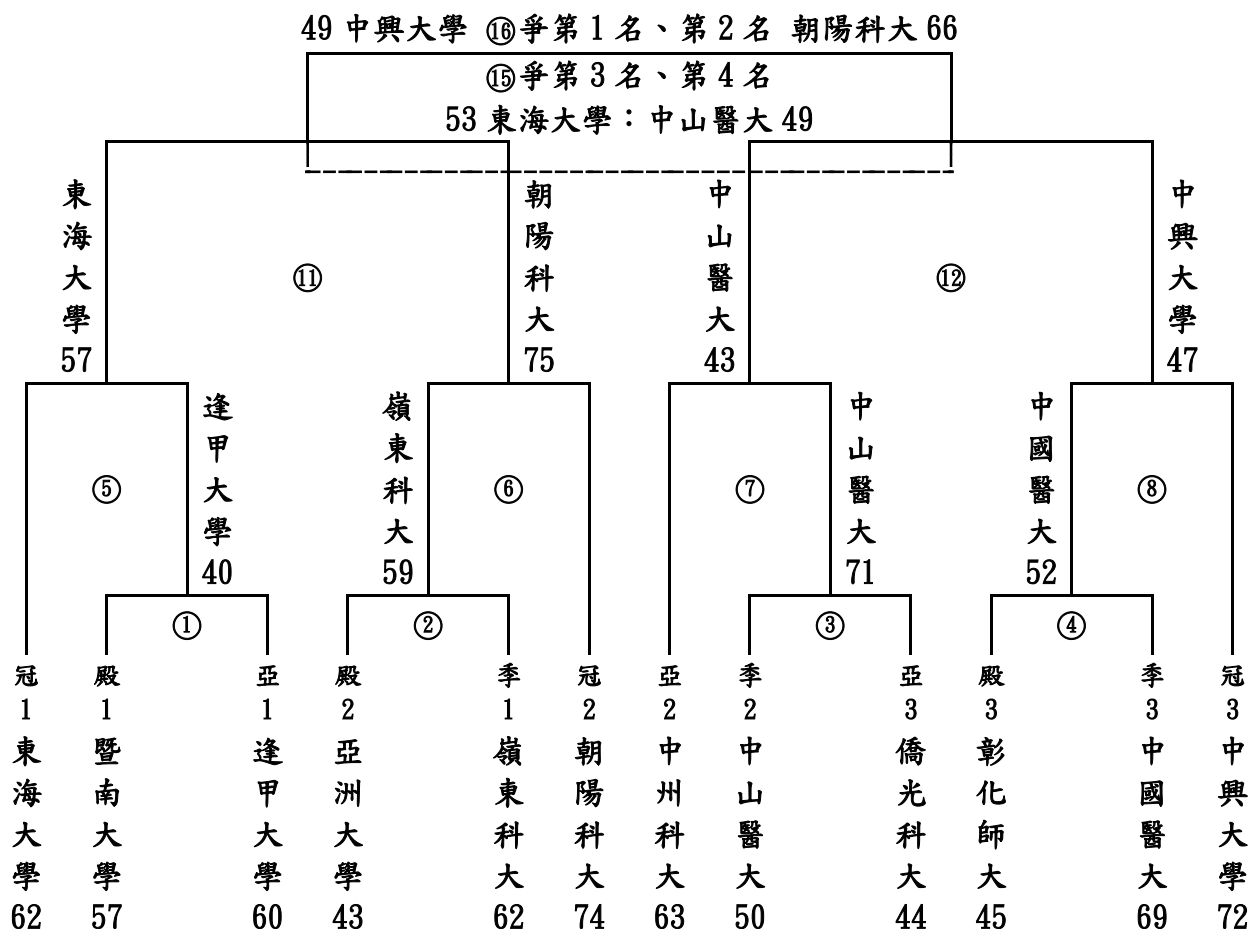 49 中興大學 ⑯爭第1名、第2名 朝陽科大 66
⑮爭第3名、第4名
53 東海大學：中山醫大 49
東海大學
57
⑪
朝陽科大
75
中山醫大
43
⑫
中興大學
47
⑤
逢甲大學
40
嶺東科大
59
⑥
⑦
中山醫大
71
中國醫大
52
⑧
①
②
③
④
冠1東海大學
62
殿1暨南大學
57
亞1逢甲大學
60
殿2亞洲大學
43
季1嶺東科大
62
冠2朝陽科大
74
亞2中州科大
63
季2中山醫大
50
亞3僑光科大
44
殿3彰化師大
45
季3中國醫大
69
冠3中興大學
72